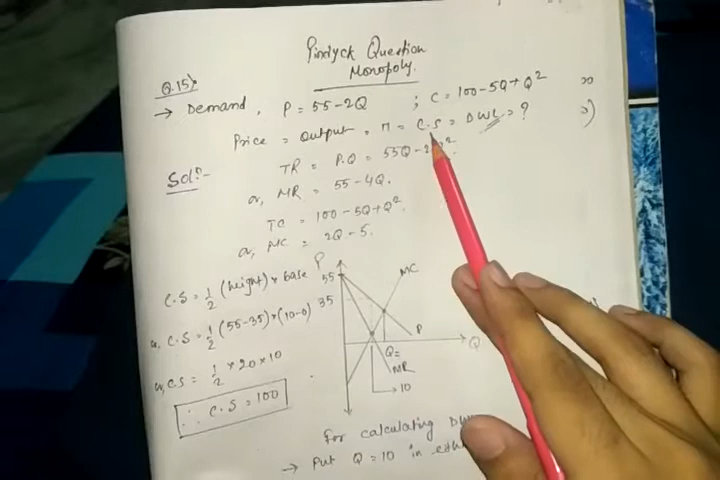 Pindyck Question
Monopoly.
Q.15)
→ Demand, P = 55-2Q ; C = 100-5Q+Q²
Price = Output = π = C.S = DWL = ?
Sol:-
TR = P.Q = 55Q-2Q².
or, MR = 55-4Q.
TC = 100-5Q+Q².
or, MC = 2Q-5.
C.S = 1/2 (height) × base
or, C.S = 1/2 (55-35) × (10-0)
or, C.S = 1/2 × 20 × 10
∴ C.S = 100
P
55
35
MC
P
Q
Q=
MR
10
For calculating
→ Put Q = 10 in